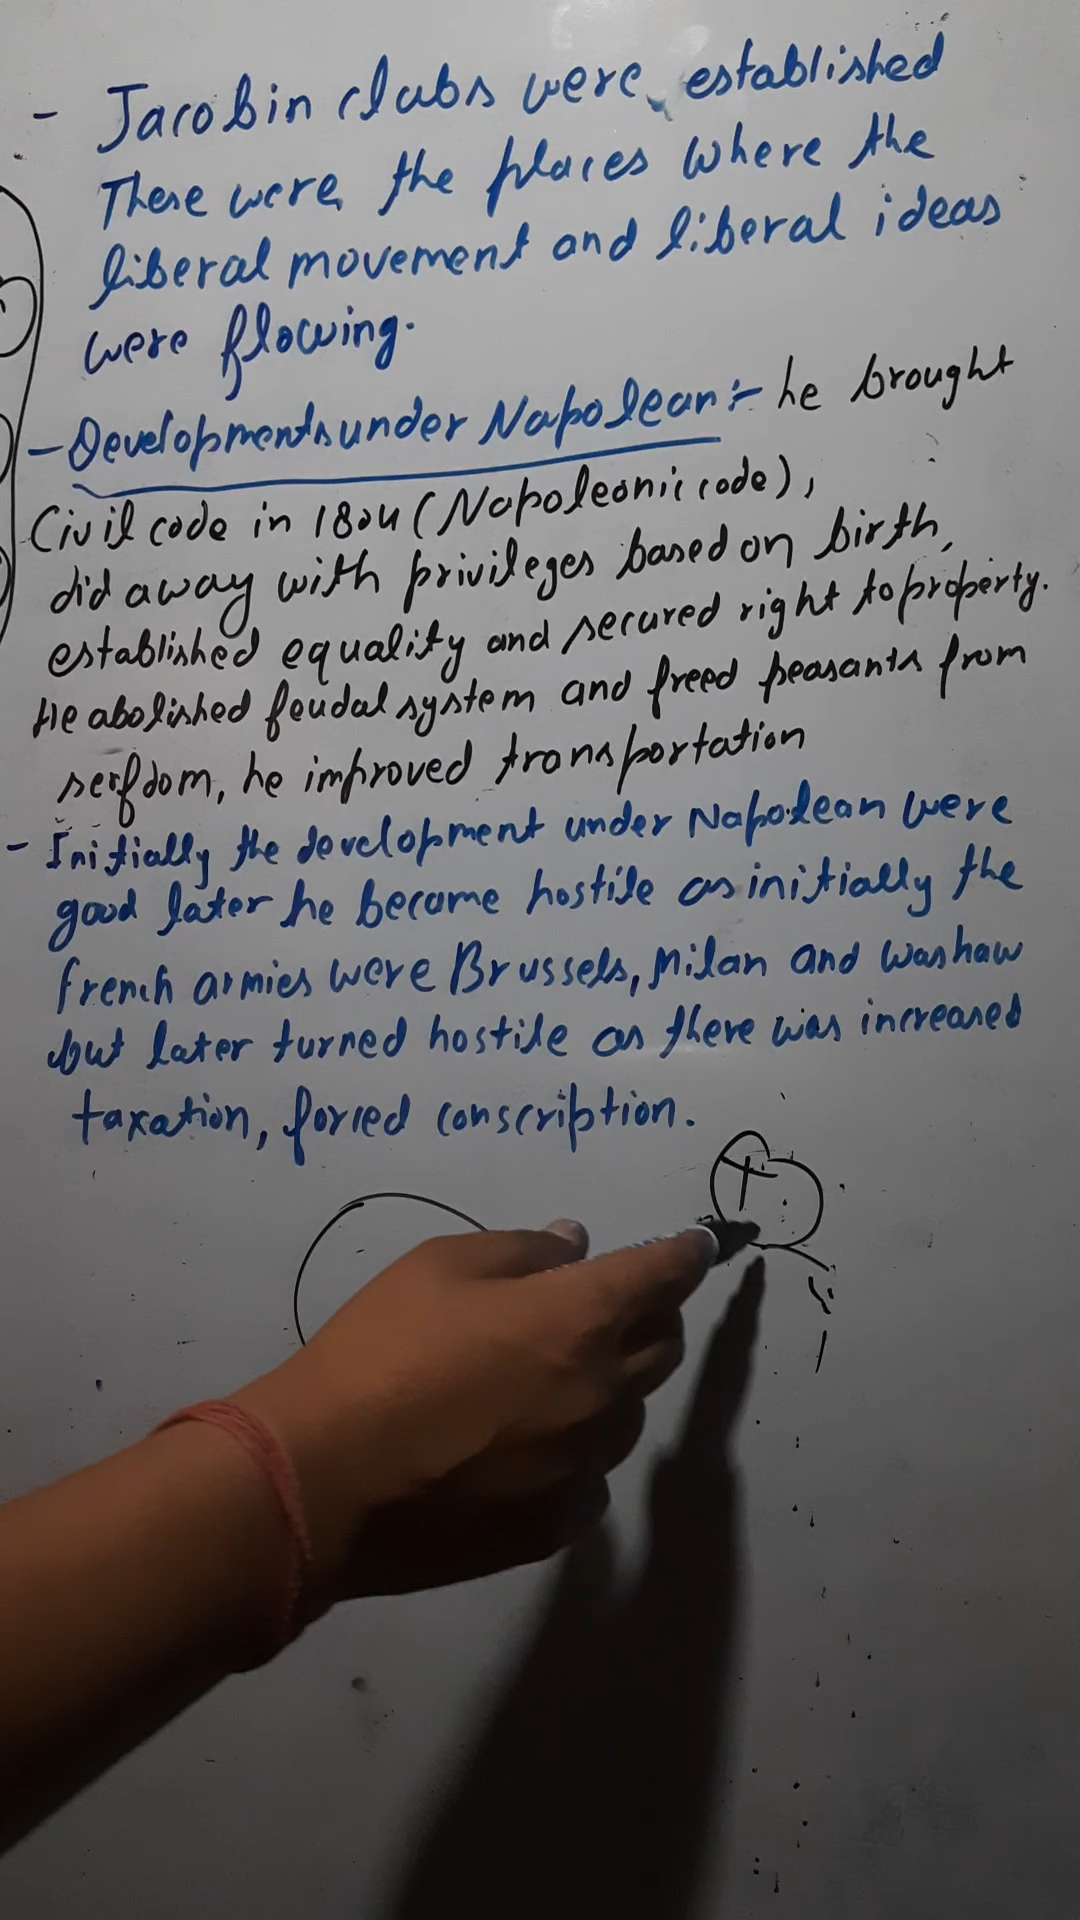 - Jacobin clubs were established
These were the places where the
liberal movement and liberal ideas
were flowing.
- Developments under Napolean :- he brought
Civil code in 1804 (Napoleonic code),
did away with privileges based on birth,
established equality and secured right to property.
He abolished feudal system and freed peasants from
serfdom, he improved transportation
- Initially the development under Napolean were
good later he became hostile as initially the
french armies were Brussels, Milan and Washaw
but later turned hostile as there was increased
taxation, forced conscription.